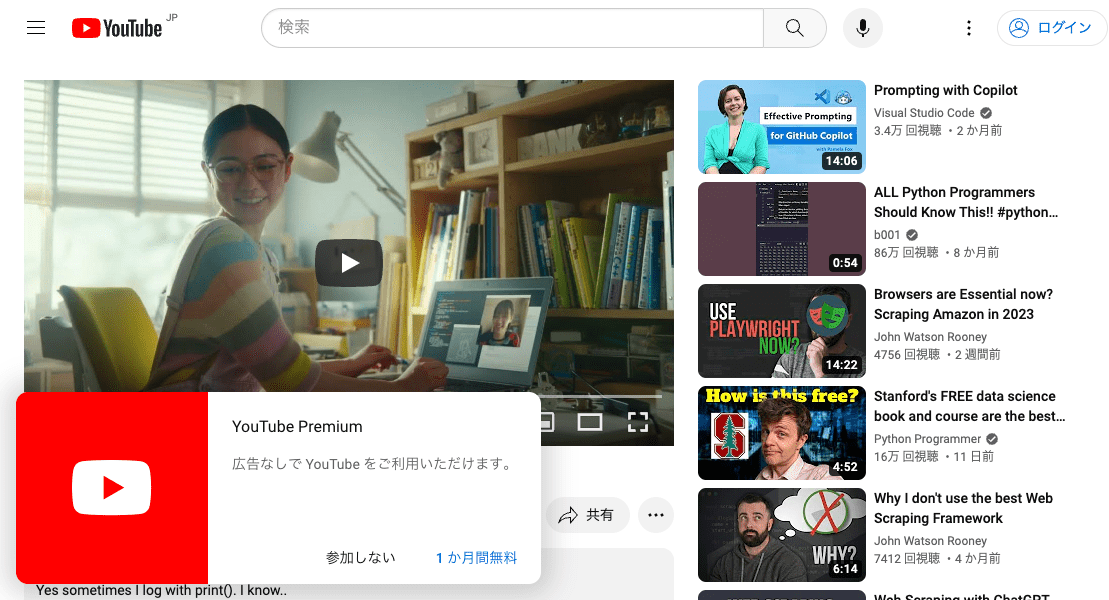 YouTube JP
検索
ログイン
Effective Prompting
for GitHub Copilot
with Pamela Fox
14:06
Prompting with Copilot
Visual Studio Code
3.4万 回視聴 ・2 か月前
0:54
ALL Python Programmers
Should Know This!! #python…
b001
86万 回視聴 ・8 か月前
USE
PLAYWRIGHT
NOW?
14:22
Browsers are Essential now?
Scraping Amazon in 2023
John Watson Rooney
4756 回視聴 ・2 週間前
How is this free?
4:52
Stanford's FREE data science
book and course are the best…
Python Programmer
16万 回視聴 ・11 日前
WHY?
6:14
Why I don't use the best Web
Scraping Framework
John Watson Rooney
7412 回視聴 ・4 か月前
Web Scraping with ChatGPT
YouTube Premium
広告なしで YouTube をご利用いただけます。
参加しない
1 か月間無料
共有
Yes sometimes I log with print(). I know..